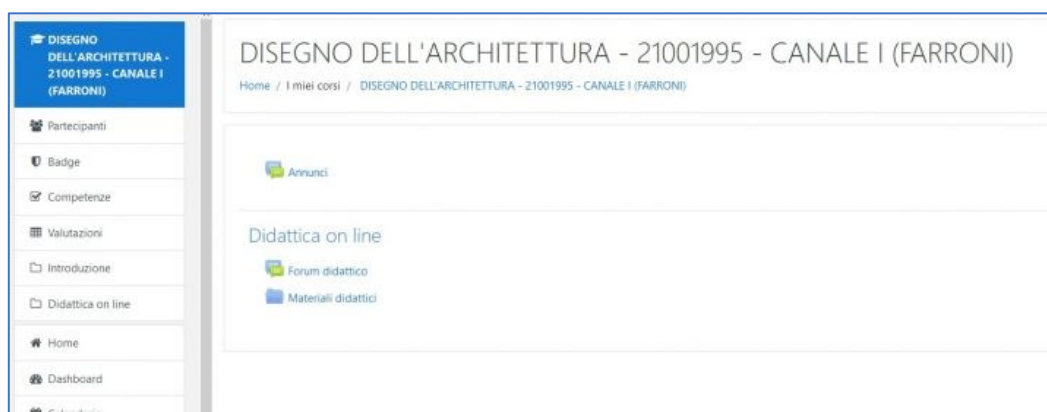 DISEGNO
DELL'ARCHITETTURA -
21001995 - CANALE I
(FARRONI)
Partecipanti
Badge
Competenze
Valutazioni
Introduzione
Didattica on line
Home
Dashboard
DISEGNO DELL'ARCHITETTURA - 21001995 - CANALE I (FARRONI)
Home / I miei corsi / DISEGNO DELL'ARCHITETTURA - 21001995 - CANALE I (FARRONI)
Annunci
Didattica on line
Forum didattico
Materiali didattici